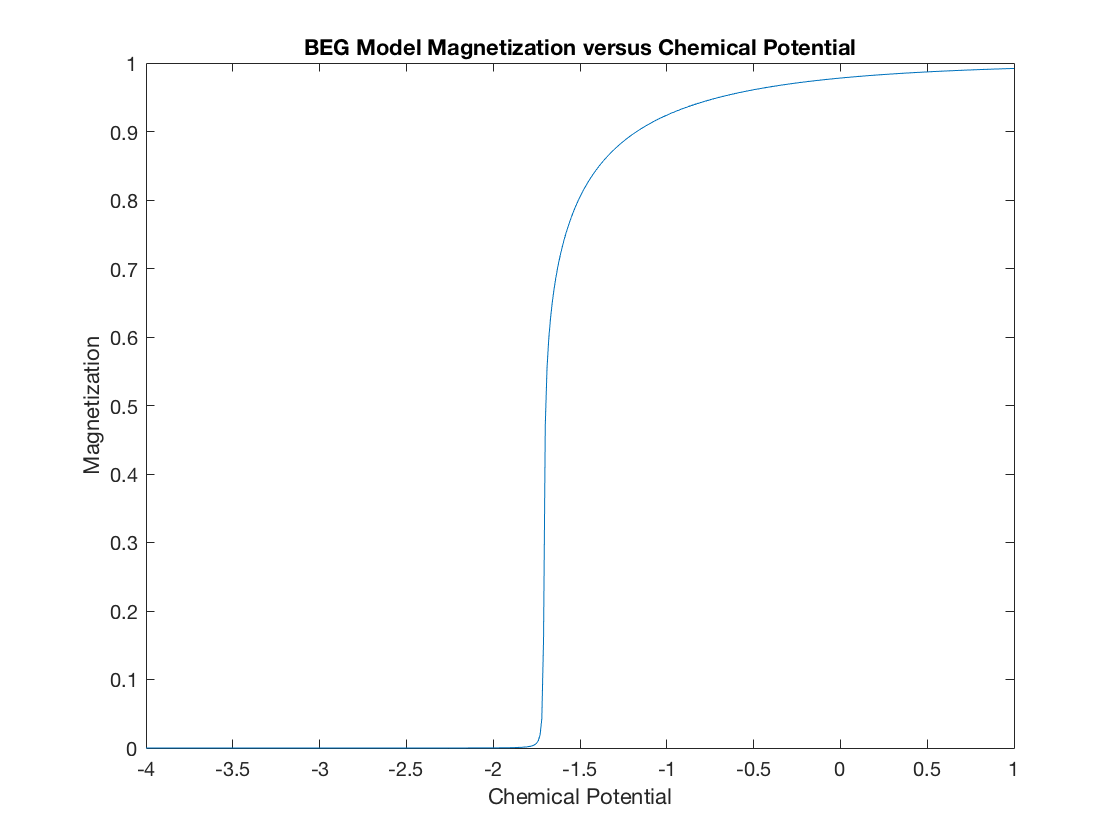 BEG Model Magnetization versus Chemical Potential
1
0.9
0.8
0.7
0.6
0.5
0.4
0.3
0.2
0.1
0
Magnetization
-4 -3.5 -3 -2.5 -2 -1.5 -1 -0.5 0 0.5 1
Chemical Potential